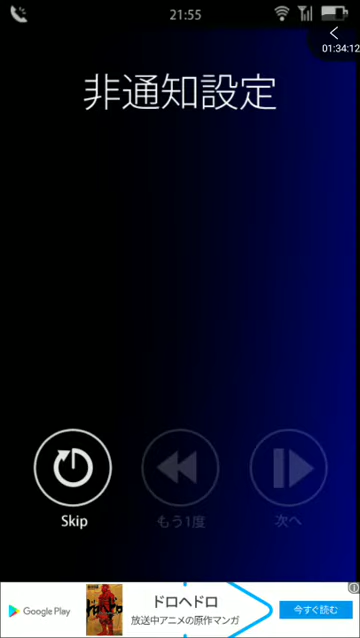 21:55
01:34:12
非通知設定
Skip
もう1度
次へ
Google Play
ドロヘドロ
放送中アニメの原作マンガ
今すぐ読む